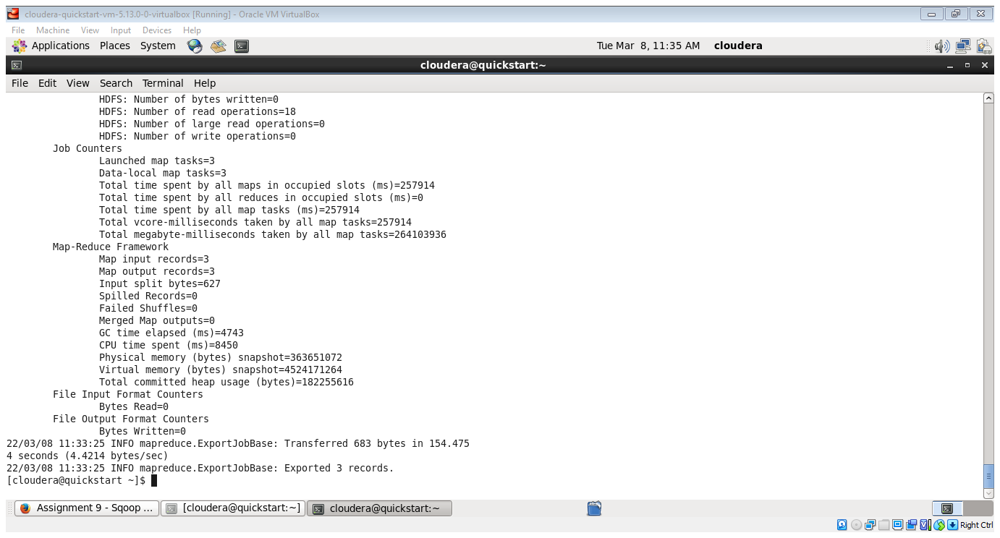 cloudera-quickstart-vm-5.13.0-0-virtualbox [Running] - Oracle VM VirtualBox
File Machine View Input Devices Help
Applications Places System Tue Mar 8, 11:35 AM cloudera
cloudera@quickstart:~
File Edit View Search Terminal Help
HDFS: Number of bytes written=0
HDFS: Number of read operations=18
HDFS: Number of large read operations=0
HDFS: Number of write operations=0
Job Counters
Launched map tasks=3
Data-local map tasks=3
Total time spent by all maps in occupied slots (ms)=257914
Total time spent by all reduces in occupied slots (ms)=0
Total time spent by all map tasks (ms)=257914
Total vcore-milliseconds taken by all map tasks=257914
Total megabyte-milliseconds taken by all map tasks=264103936
Map-Reduce Framework
Map input records=3
Map output records=3
Input split bytes=627
Spilled Records=0
Failed Shuffles=0
Merged Map outputs=0
GC time elapsed (ms)=4743
CPU time spent (ms)=8450
Physical memory (bytes) snapshot=363651072
Virtual memory (bytes) snapshot=4524171264
Total committed heap usage (bytes)=182255616
File Input Format Counters
Bytes Read=0
File Output Format Counters
Bytes Written=0
22/03/08 11:33:25 INFO mapreduce.ExportJobBase: Transferred 683 bytes in 154.475
4 seconds (4.4214 bytes/sec)
22/03/08 11:33:25 INFO mapreduce.ExportJobBase: Exported 3 records.
[cloudera@quickstart ~]$
Assignment 9 - Sqoop ... [cloudera@quickstart:~] cloudera@quickstart:~
Right Ctrl